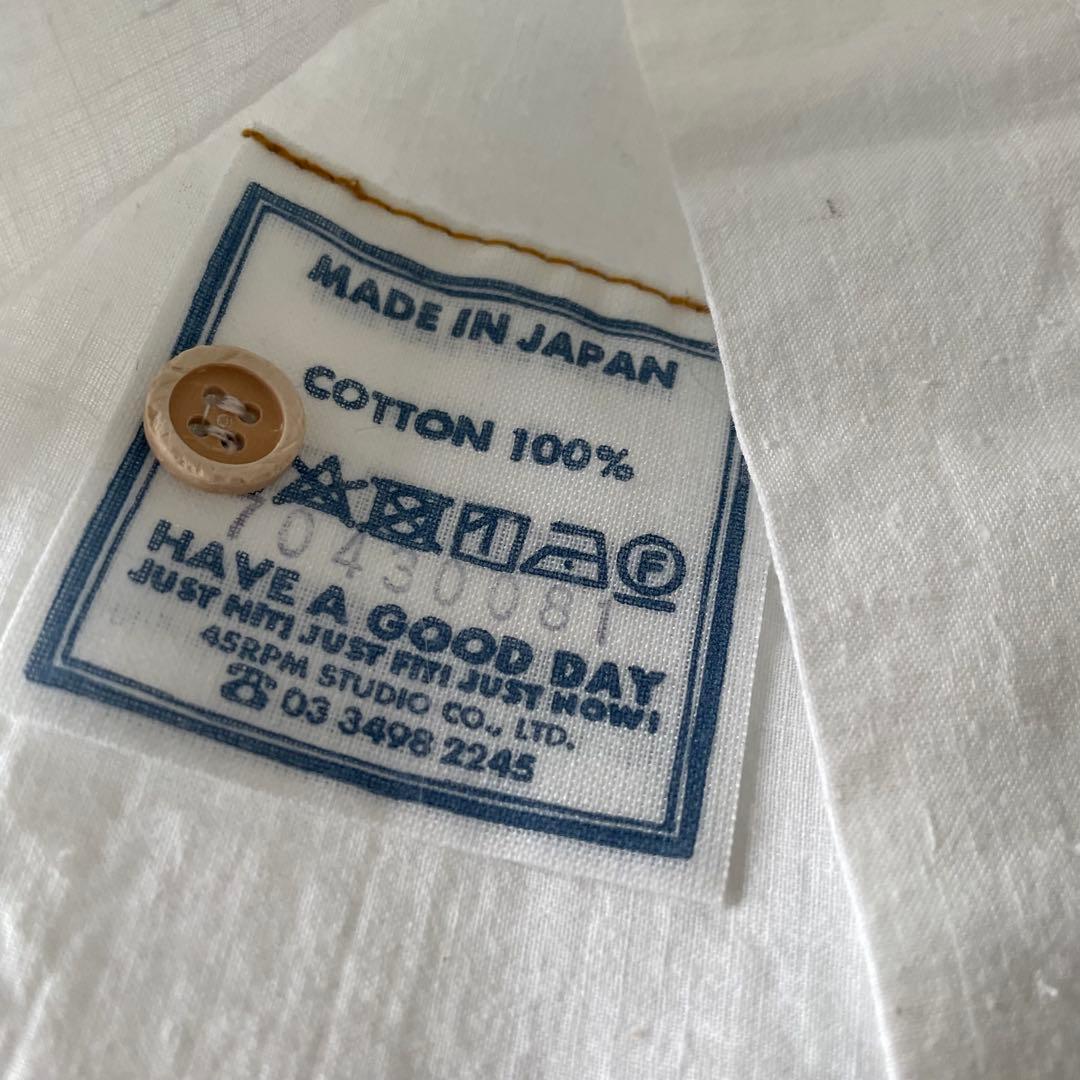 MADE IN JAPAN
COTTON 100%
F
70430081
HAVE A GOOD DAY
JUST HIT! JUST FIT! JUST NOW!
45RPM STUDIO CO., LTD.
☎ 03 3498 2245